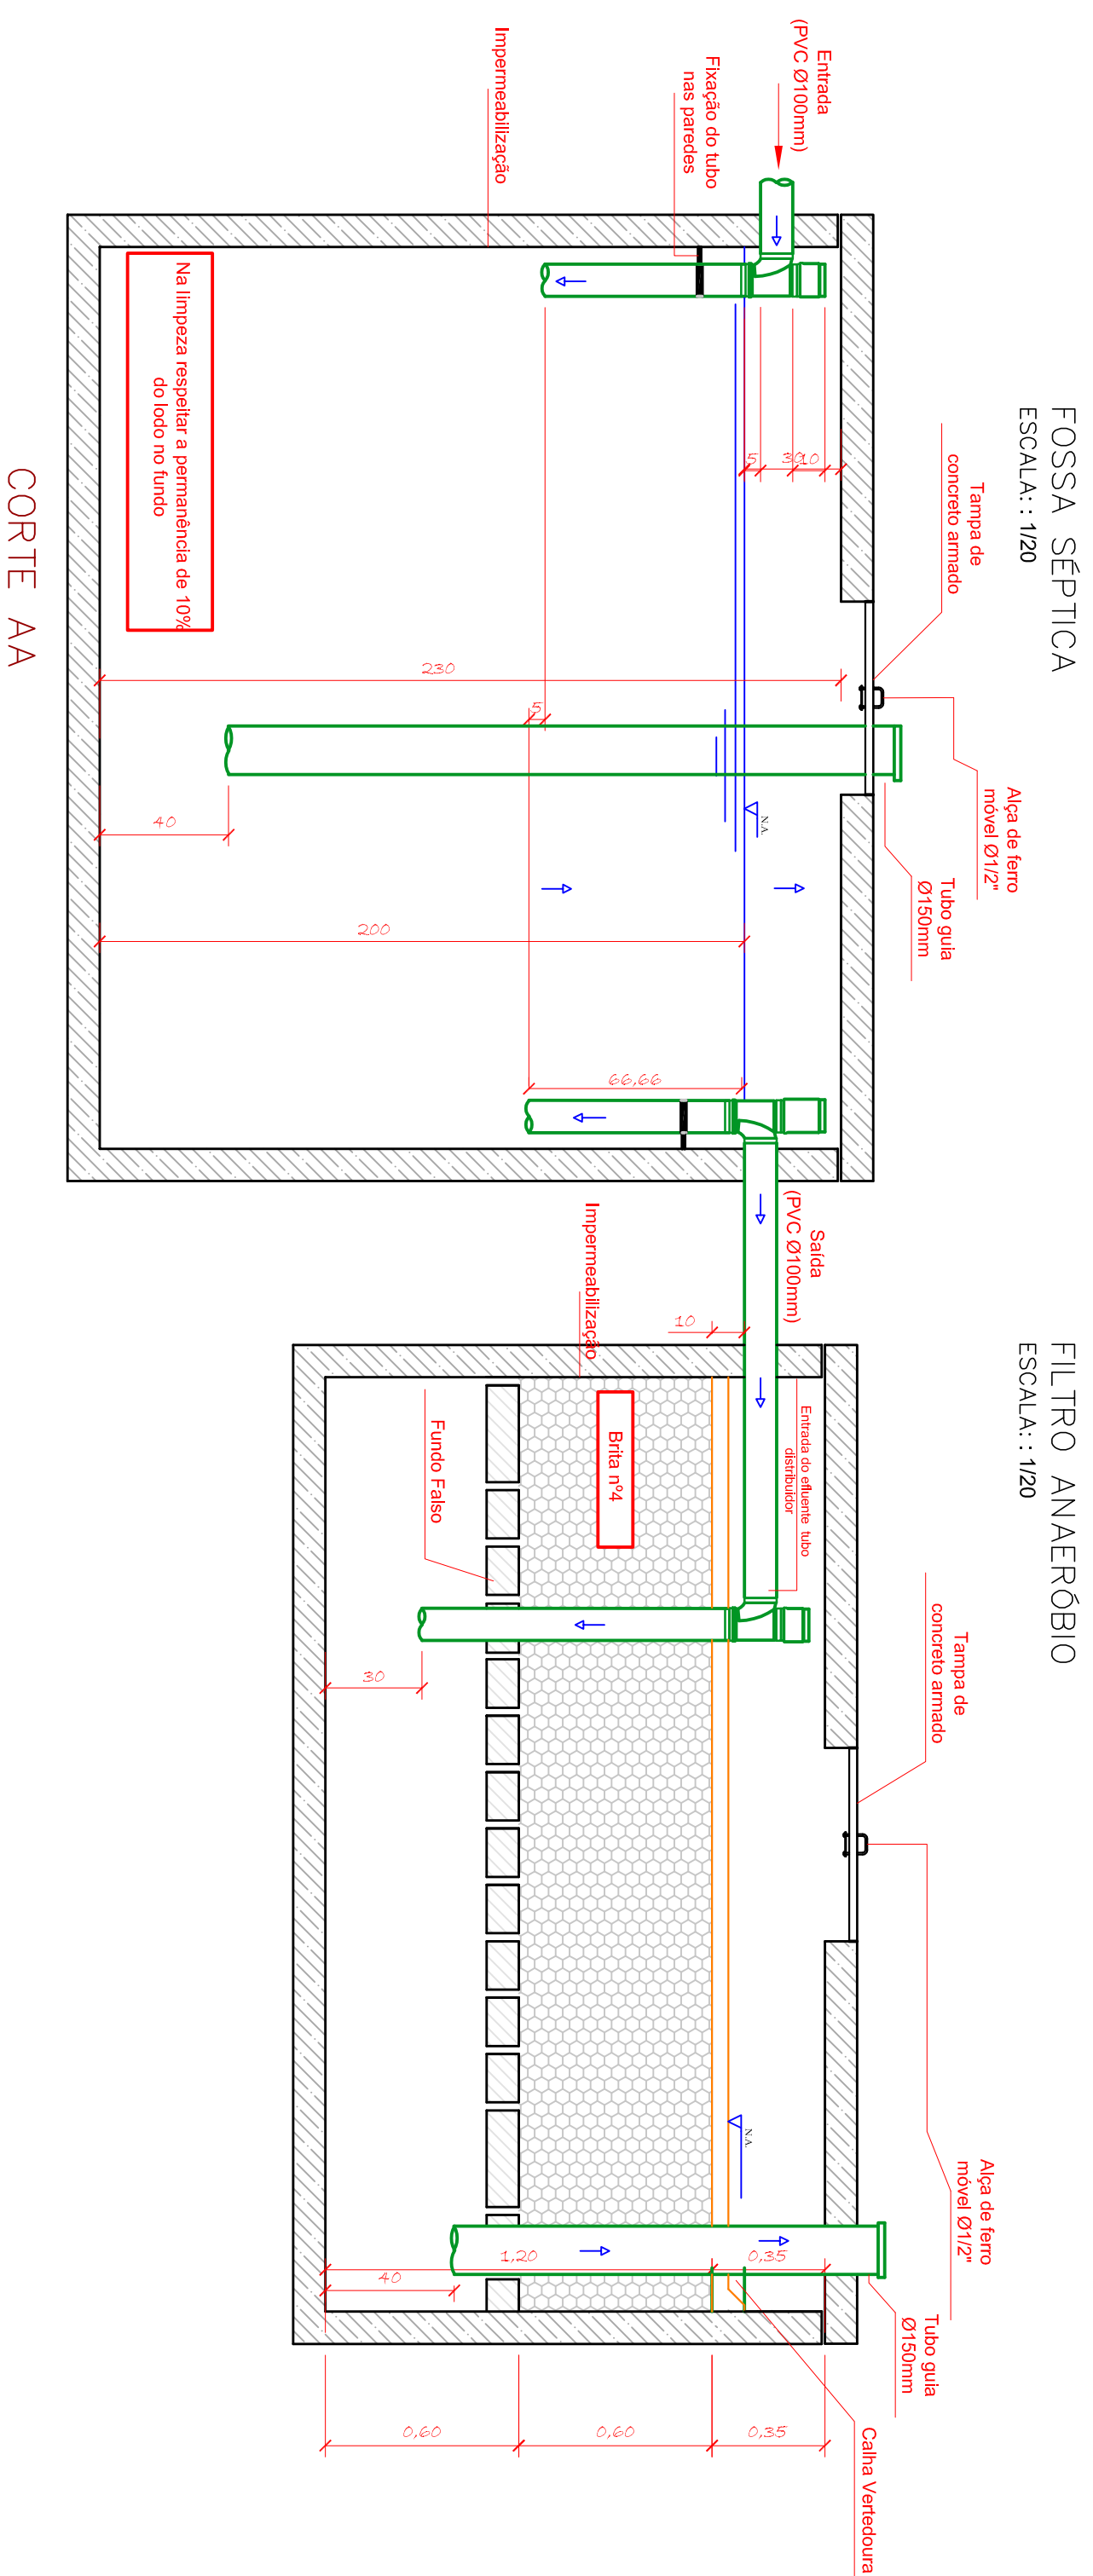 FOSSA SÉPTICA
ESCALA: : 1/20
Entrada
(PVC Ø100mm)
Fixação do tubo
nas paredes
Impermeabilização
Tampa de
concreto armado
Alça de ferro
móvel Ø1/2"
Tubo guia
Ø150mm
5
30
10
230
5
N.A.
40
200
66,66
Na limpeza respeitar a permanência de 10%
do lodo no fundo
Saída
(PVC Ø100mm)
CORTE AA
FILTRO ANAERÓBIO
ESCALA: : 1/20
Tampa de
concreto armado
Alça de ferro
móvel Ø1/2"
Tubo guia
Ø150mm
Calha Vertedoura
Impermeabilização
10
Entrada do efluente tubo
distribuidor
Brita nº4
Fundo Falso
30
N.A.
1,20
0,35
40
0,60
0,60
0,35